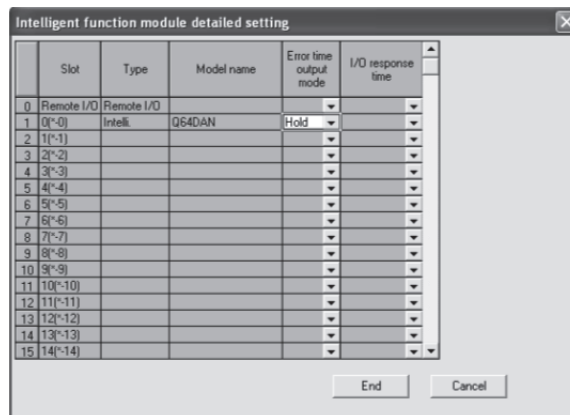 Intelligent function module detailed setting
Slot Type Model name Error time output mode I/O response time
0 Remote I/O Remote I/O
1 0(*-0) Intelli. Q64DAN Hold
2 1(*-1)
3 2(*-2)
4 3(*-3)
5 4(*-4)
6 5(*-5)
7 6(*-6)
8 7(*-7)
9 8(*-8)
10 9(*-9)
11 10(*-10)
12 11(*-11)
13 12(*-12)
14 13(*-13)
15 14(*-14)
End Cancel